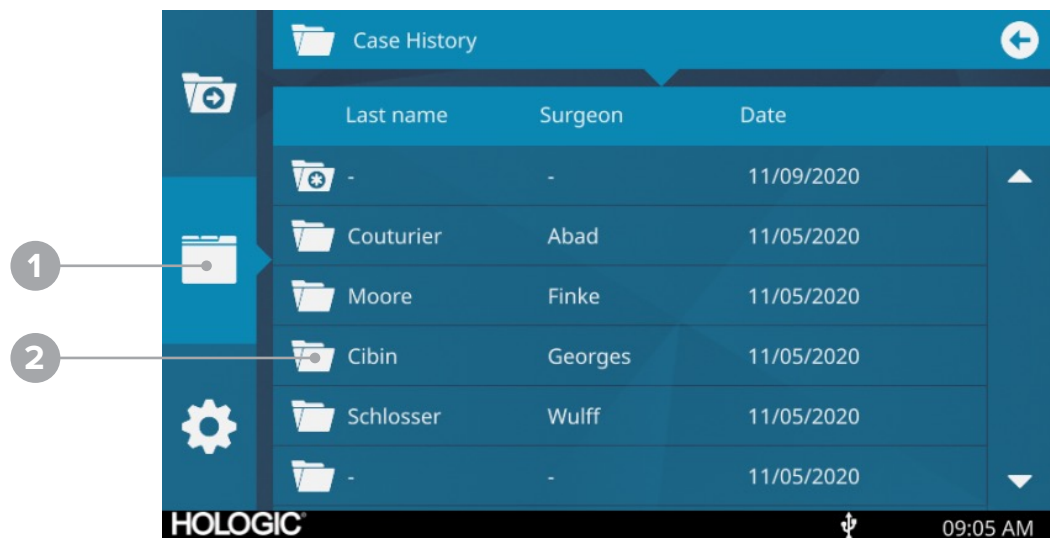 Case History
Last name Surgeon Date
- - 11/09/2020
Couturier Abad 11/05/2020
1
Moore Finke 11/05/2020
2
Cibin Georges 11/05/2020
Schlosser Wulff 11/05/2020
- - 11/05/2020
HOLOGIC® 09:05 AM